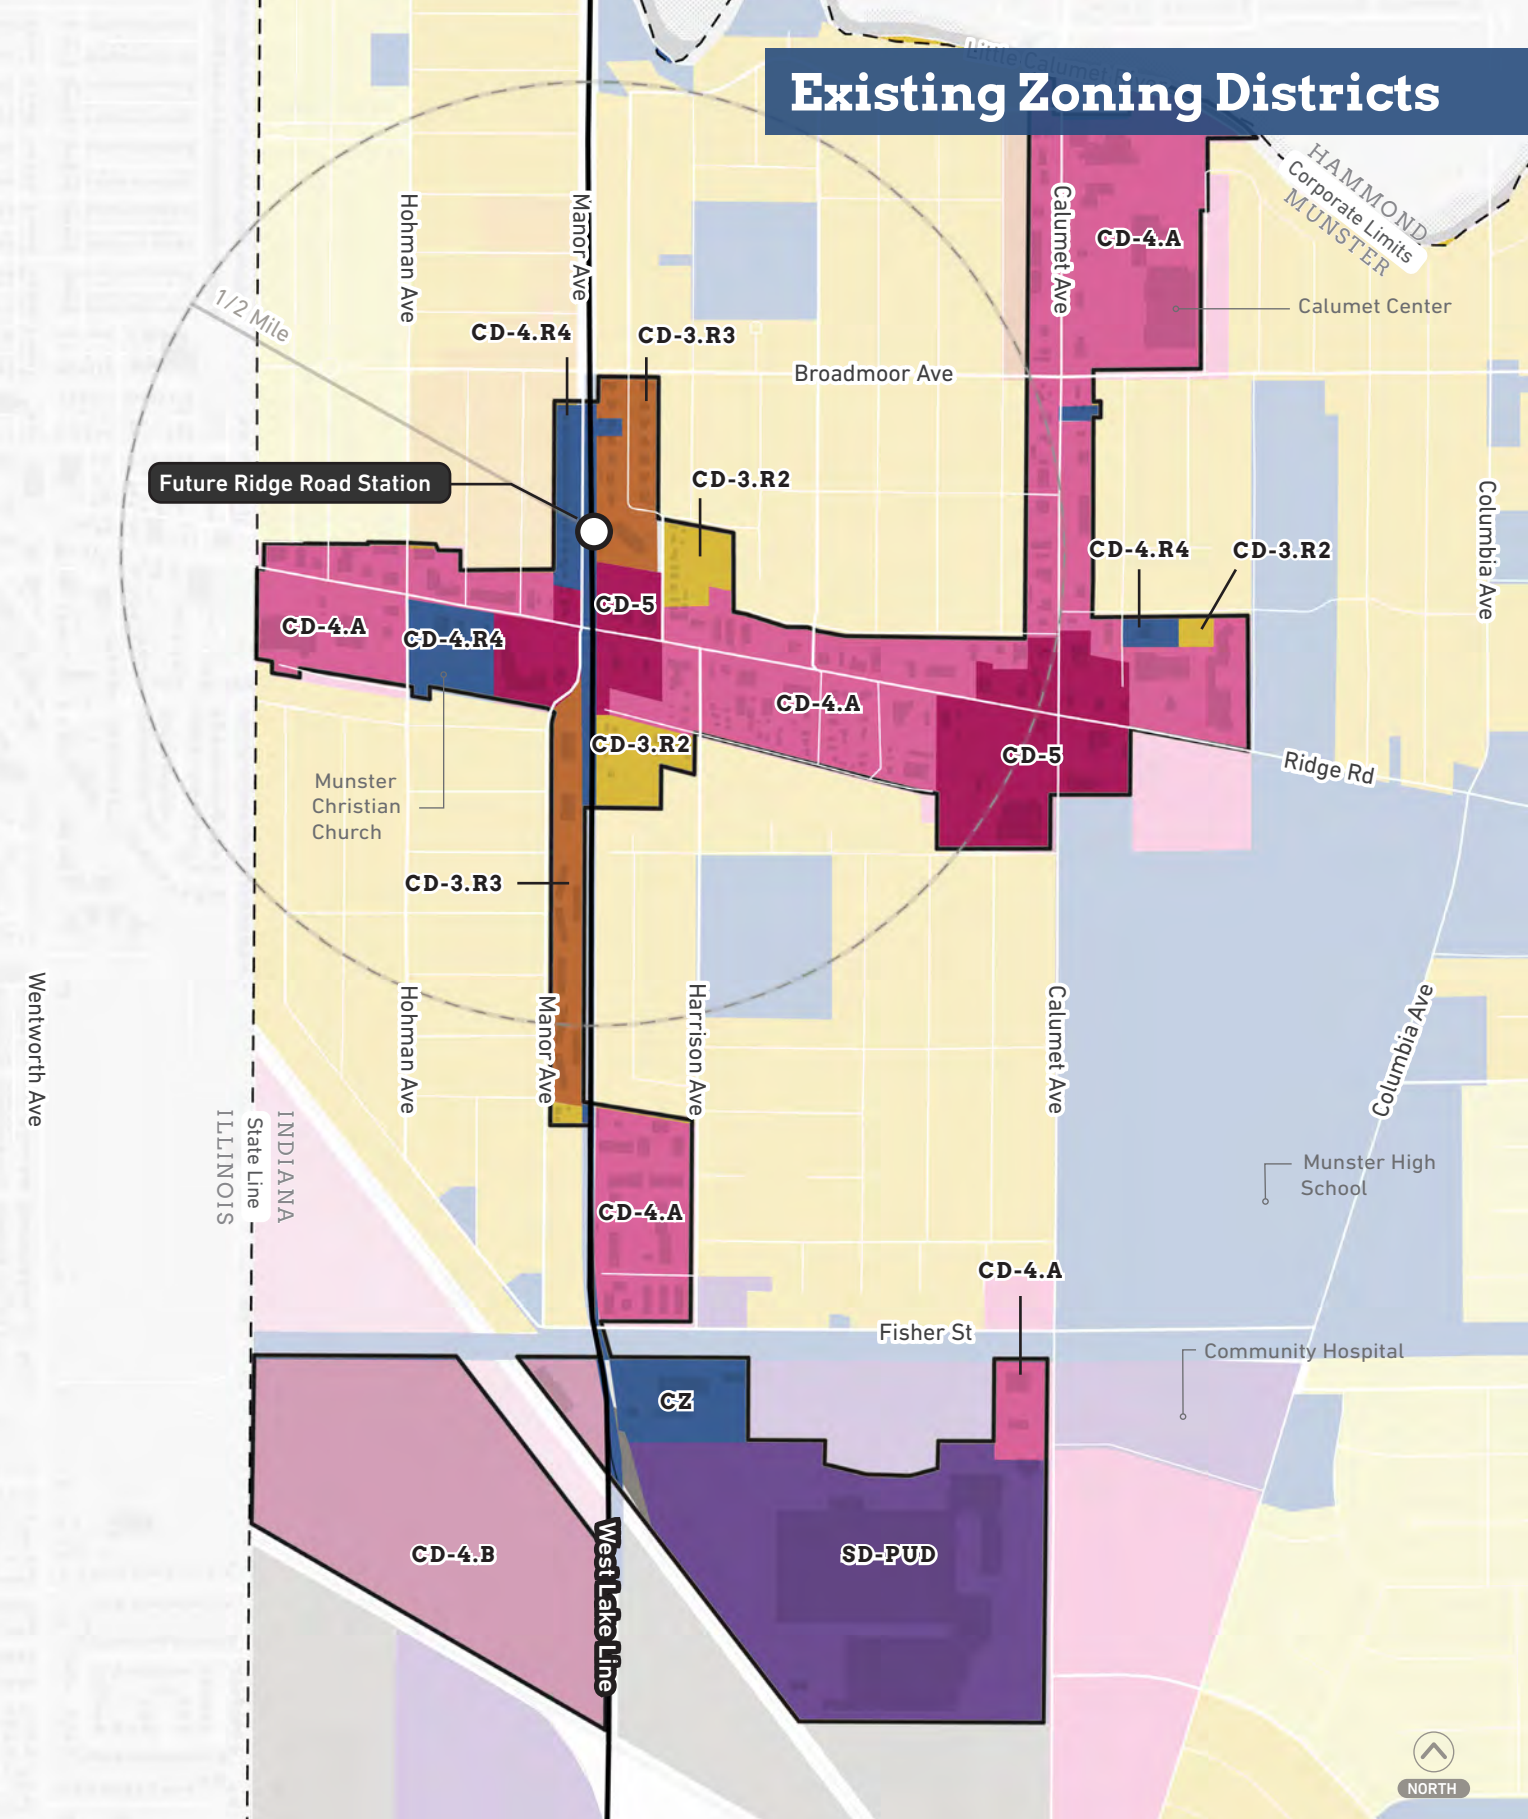 Little Calumet River
Existing Zoning Districts
HAMMOND
Corporate Limits
MUNSTER
Hohman Ave
Manor Ave
Calumet Ave
CD-4.A
Calumet Center
1/2 Mile
CD-4.R4
CD-3.R3
Broadmoor Ave
Future Ridge Road Station
CD-3.R2
Columbia Ave
CD-4.R4
CD-3.R2
CD-5
CD-4.A
CD-4.R4
CD-4.A
CD-3.R2
CD-5
Ridge Rd
Munster
Christian
Church
CD-3.R3
Wentworth Ave
Hohman Ave
Manor Ave
Harrison Ave
Calumet Ave
Columbia Ave
ILLINOIS
State Line
INDIANA
Munster High
School
CD-4.A
CD-4.A
Fisher St
Community Hospital
CZ
CD-4.B
West Lake Line
SD-PUD
NORTH